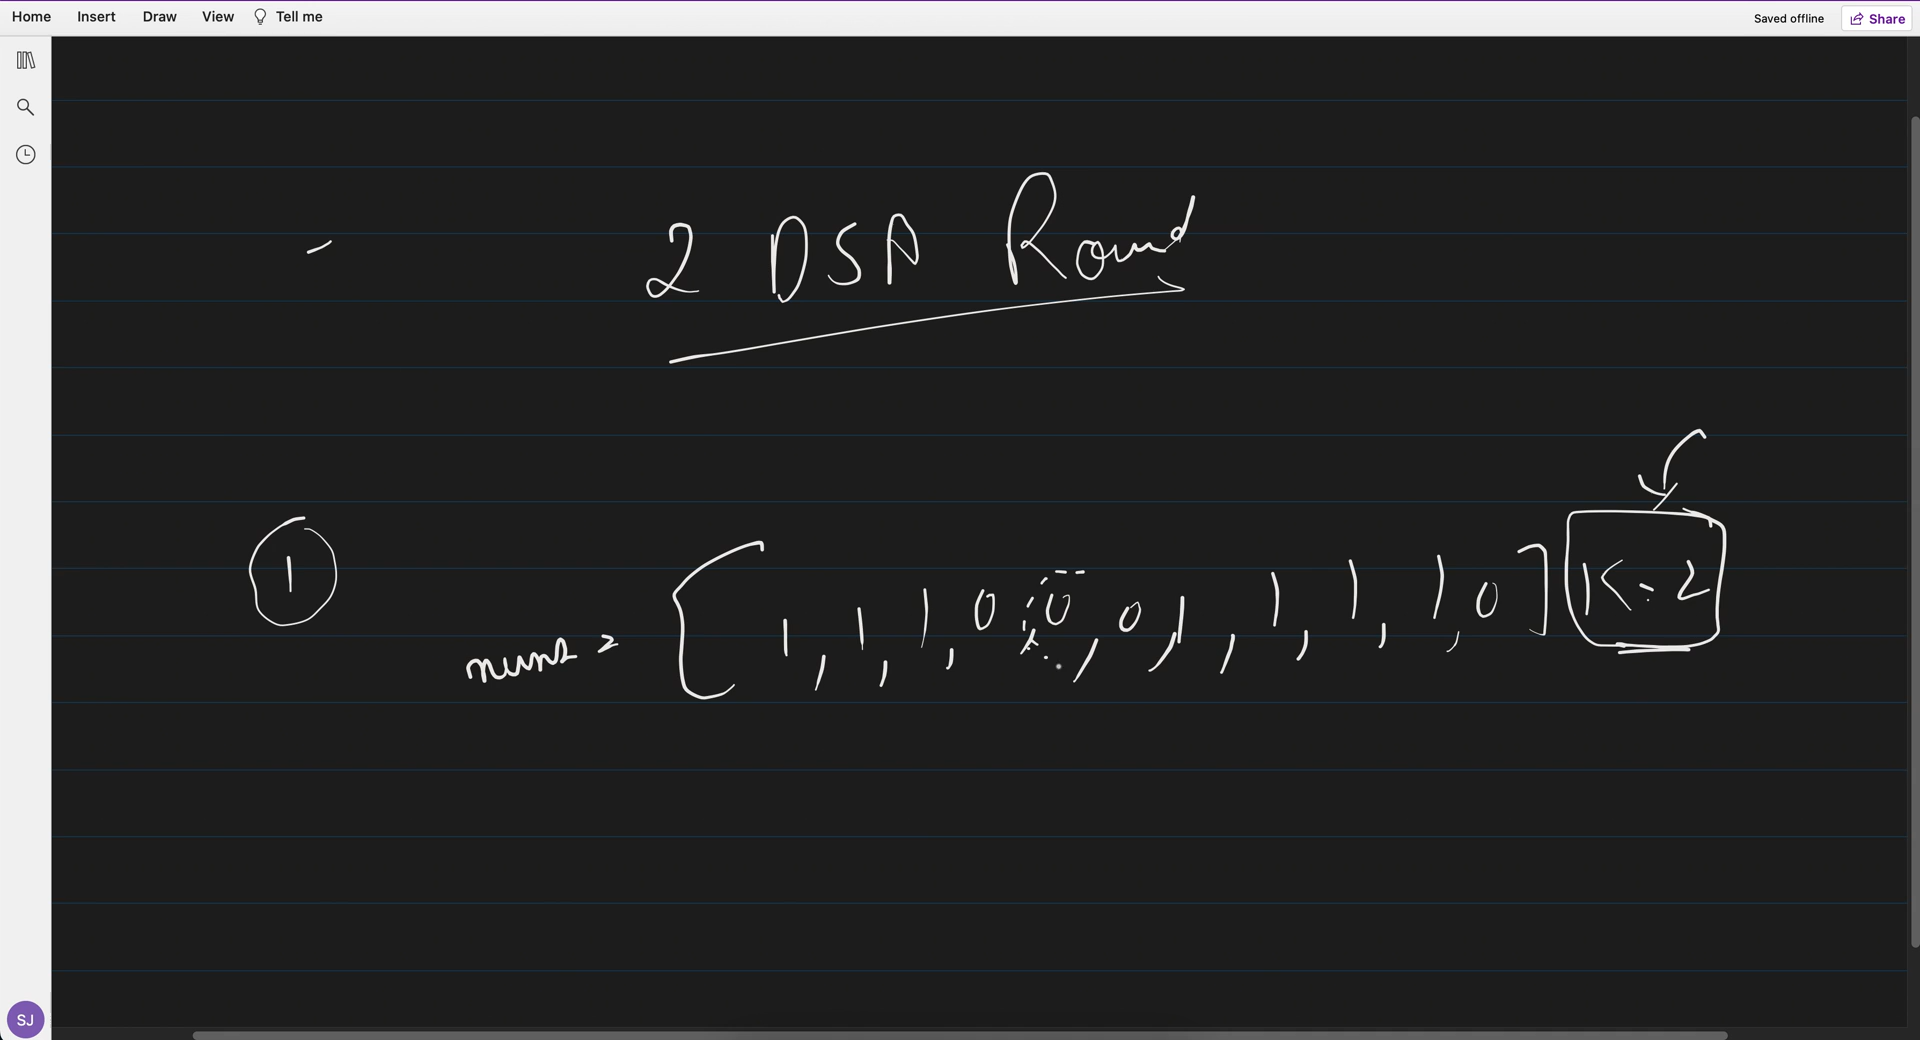 Home Insert Draw View Tell me Saved offline Share
2 DSA Round
1
nums = [1, 1, 1, 0, 0, 0, 1, 1, 1, 1, 0] K = 2
SJ